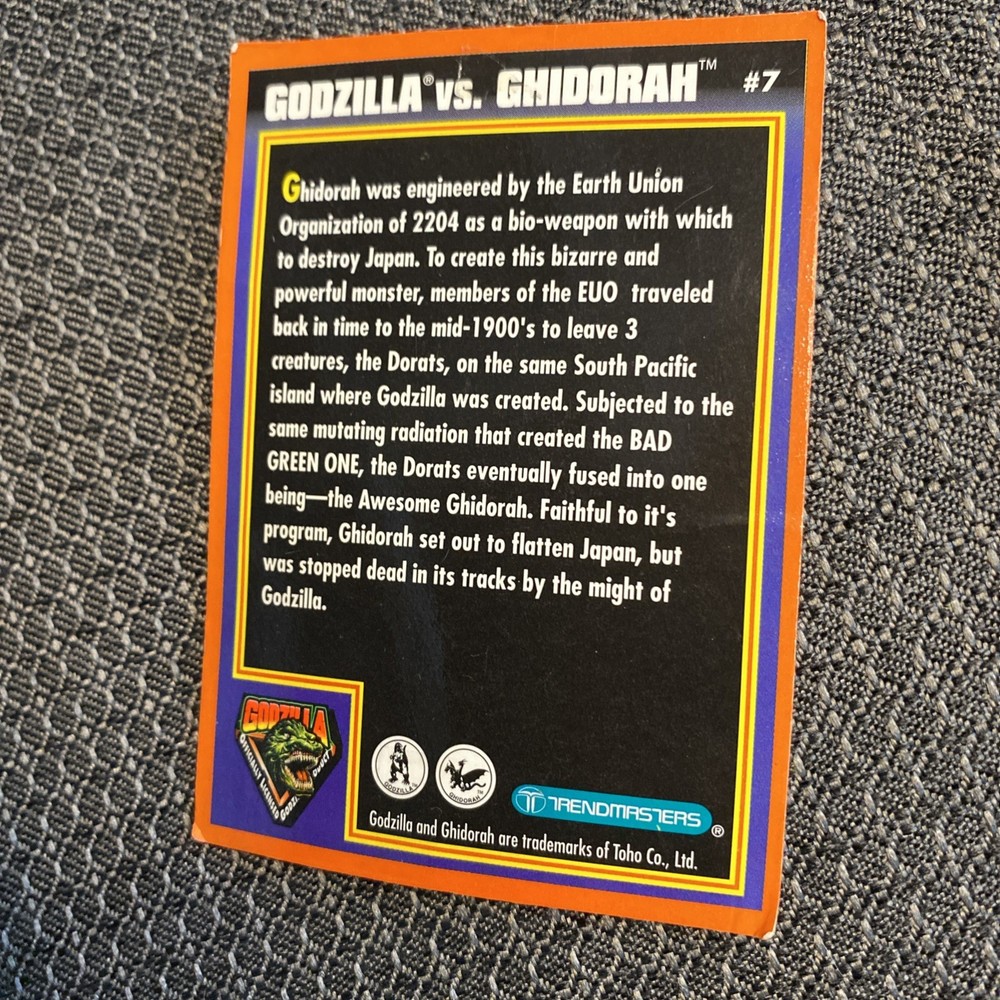 GODZILLA® VS. GHIDORAH™ #7
Ghidorah was engineered by the Earth Union
Organization of 2204 as a bio-weapon with which
to destroy Japan. To create this bizarre and
powerful monster, members of the EUO traveled
back in time to the mid-1900's to leave 3
creatures, the Dorats, on the same South Pacific
island where Godzilla was created. Subjected to the
same mutating radiation that created the BAD
GREEN ONE, the Dorats eventually fused into one
being—the Awesome Ghidorah. Faithful to it's
program, Ghidorah set out to flatten Japan, but
was stopped dead in its tracks by the might of
Godzilla.
GODZILLA
OFFICIALLY LICENSED
GODZILLA™
GHIDORAH™
TRENDMASTERS®
Godzilla and Ghidorah are trademarks of Toho Co., Ltd.